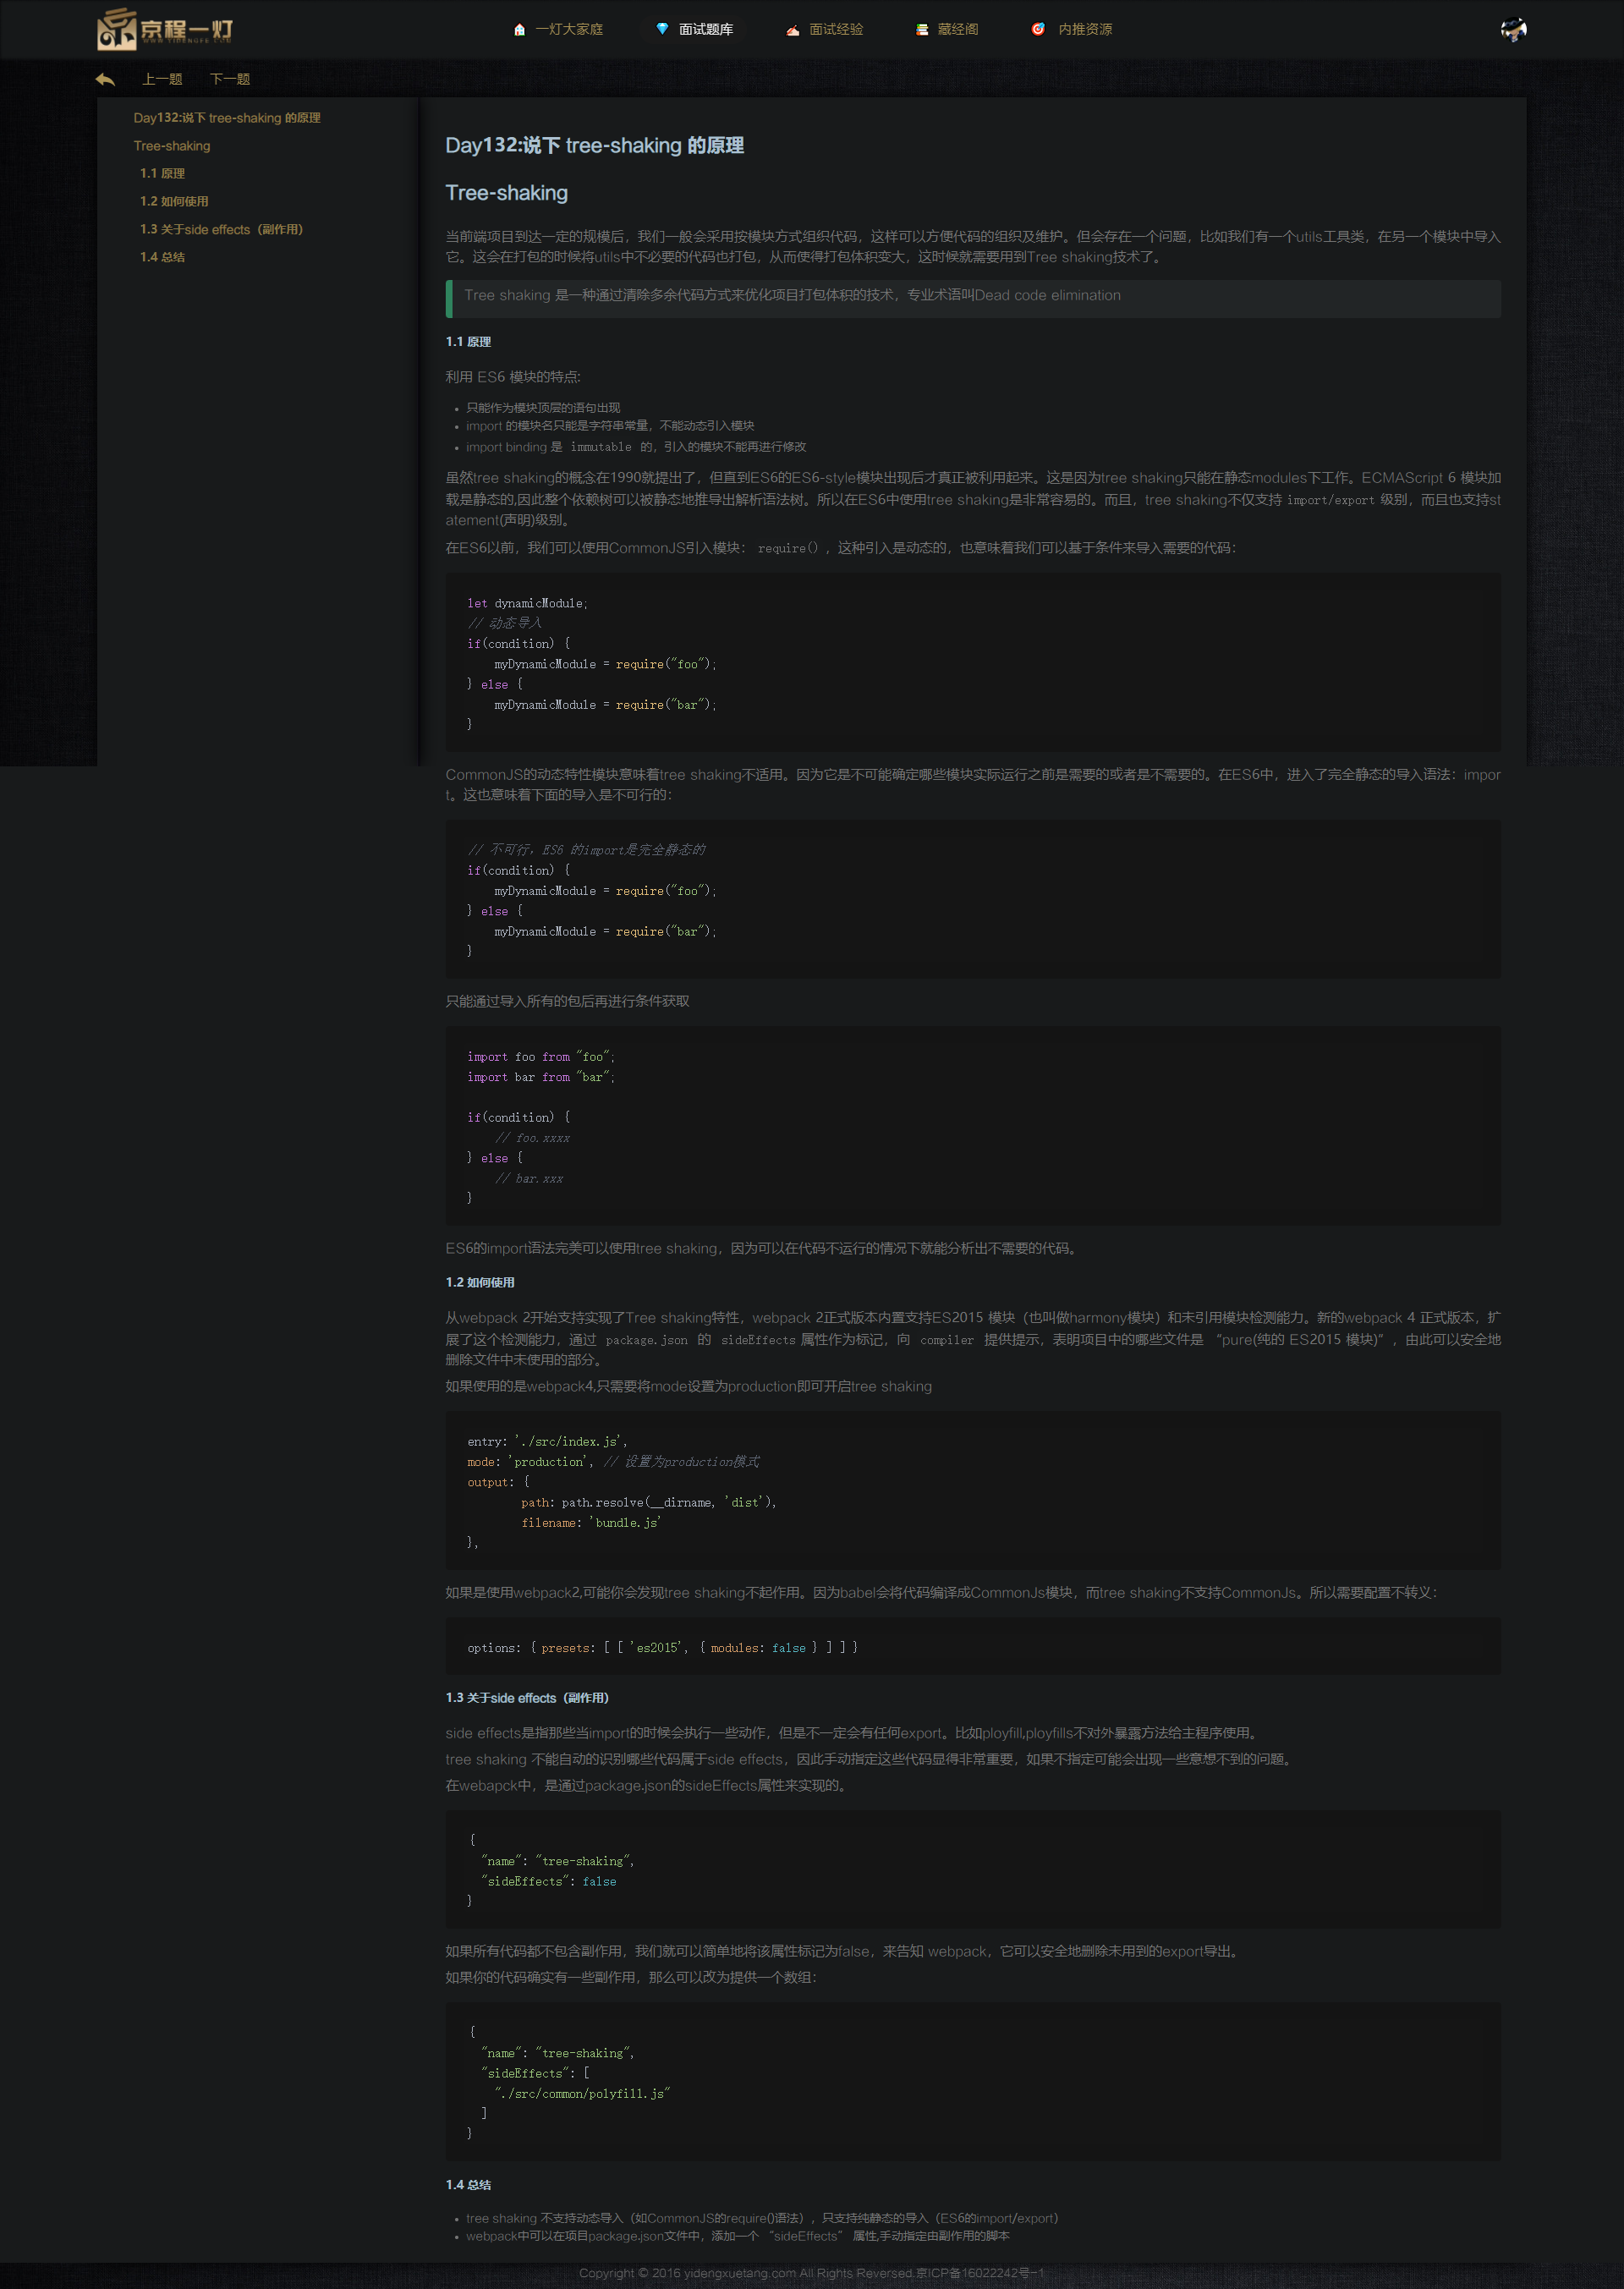 京程一灯
WWW.YIDENGFE.COM
一灯大家庭
面试题库
面试经验
藏经阁
内推资源
上一题
下一题
Day132:说下 tree-shaking 的原理
Tree-shaking
1.1 原理
1.2 如何使用
1.3 关于side effects（副作用）
1.4 总结
Day132:说下 tree-shaking 的原理
Tree-shaking
当前端项目到达一定的规模后，我们一般会采用按模块方式组织代码，这样可以方便代码的组织及维护。但会存在一个问题，比如我们有一个utils工具类，在另一个模块中导入
它。这会在打包的时候将utils中不必要的代码也打包，从而使得打包体积变大，这时候就需要用到Tree shaking技术了。
Tree shaking 是一种通过清除多余代码方式来优化项目打包体积的技术，专业术语叫Dead code elimination
1.1 原理
利用 ES6 模块的特点:
• 只能作为模块顶层的语句出现
• import 的模块名只能是字符串常量，不能动态引入模块
• import binding 是 immutable 的，引入的模块不能再进行修改
虽然tree shaking的概念在1990就提出了，但直到ES6的ES6-style模块出现后才真正被利用起来。这是因为tree shaking只能在静态modules下工作。ECMAScript 6 模块加
载是静态的,因此整个依赖树可以被静态地推导出解析语法树。所以在ES6中使用tree shaking是非常容易的。而且，tree shaking不仅支持 import/export 级别，而且也支持st
atement(声明)级别。
在ES6以前，我们可以使用CommonJS引入模块： require() ，这种引入是动态的，也意味着我们可以基于条件来导入需要的代码：
let dynamicModule;
// 动态导入
if(condition) {
    myDynamicModule = require("foo");
} else {
    myDynamicModule = require("bar");
}
CommonJS的动态特性模块意味着tree shaking不适用。因为它是不可能确定哪些模块实际运行之前是需要的或者是不需要的。在ES6中，进入了完全静态的导入语法：impor
t。这也意味着下面的导入是不可行的：
// 不可行，ES6 的import是完全静态的
if(condition) {
    myDynamicModule = require("foo");
} else {
    myDynamicModule = require("bar");
}
只能通过导入所有的包后再进行条件获取
import foo from "foo";
import bar from "bar";
if(condition) {
    // foo.xxxx
} else {
    // bar.xxx
}
ES6的import语法完美可以使用tree shaking，因为可以在代码不运行的情况下就能分析出不需要的代码。
1.2 如何使用
从webpack 2开始支持实现了Tree shaking特性，webpack 2正式版本内置支持ES2015 模块（也叫做harmony模块）和未引用模块检测能力。新的webpack 4 正式版本，扩
展了这个检测能力，通过 package.json 的 sideEffects 属性作为标记，向 compiler 提供提示，表明项目中的哪些文件是 “pure(纯的 ES2015 模块)”，由此可以安全地
删除文件中未使用的部分。
如果使用的是webpack4,只需要将mode设置为production即可开启tree shaking
entry: './src/index.js',
mode: 'production', // 设置为production模式
output: {
        path: path.resolve(__dirname, 'dist'),
        filename: 'bundle.js'
},
如果是使用webpack2,可能你会发现tree shaking不起作用。因为babel会将代码编译成CommonJs模块，而tree shaking不支持CommonJs。所以需要配置不转义：
options: { presets: [ [ 'es2015', { modules: false } ] ] }
1.3 关于side effects（副作用）
side effects是指那些当import的时候会执行一些动作，但是不一定会有任何export。比如ployfill,ployfills不对外暴露方法给主程序使用。
tree shaking 不能自动的识别哪些代码属于side effects，因此手动指定这些代码显得非常重要，如果不指定可能会出现一些意想不到的问题。
在webapck中，是通过package.json的sideEffects属性来实现的。
{
  "name": "tree-shaking",
  "sideEffects": false
}
如果所有代码都不包含副作用，我们就可以简单地将该属性标记为false，来告知 webpack，它可以安全地删除未用到的export导出。
如果你的代码确实有一些副作用，那么可以改为提供一个数组：
{
  "name": "tree-shaking",
  "sideEffects": [
    "./src/common/polyfill.js"
  ]
}
1.4 总结
• tree shaking 不支持动态导入（如CommonJS的require()语法），只支持纯静态的导入（ES6的import/export）
• webpack中可以在项目package.json文件中，添加一个 “sideEffects” 属性,手动指定由副作用的脚本
Copyright © 2016 yidengxuetang.com All Rights Reversed.京ICP备16022242号-1